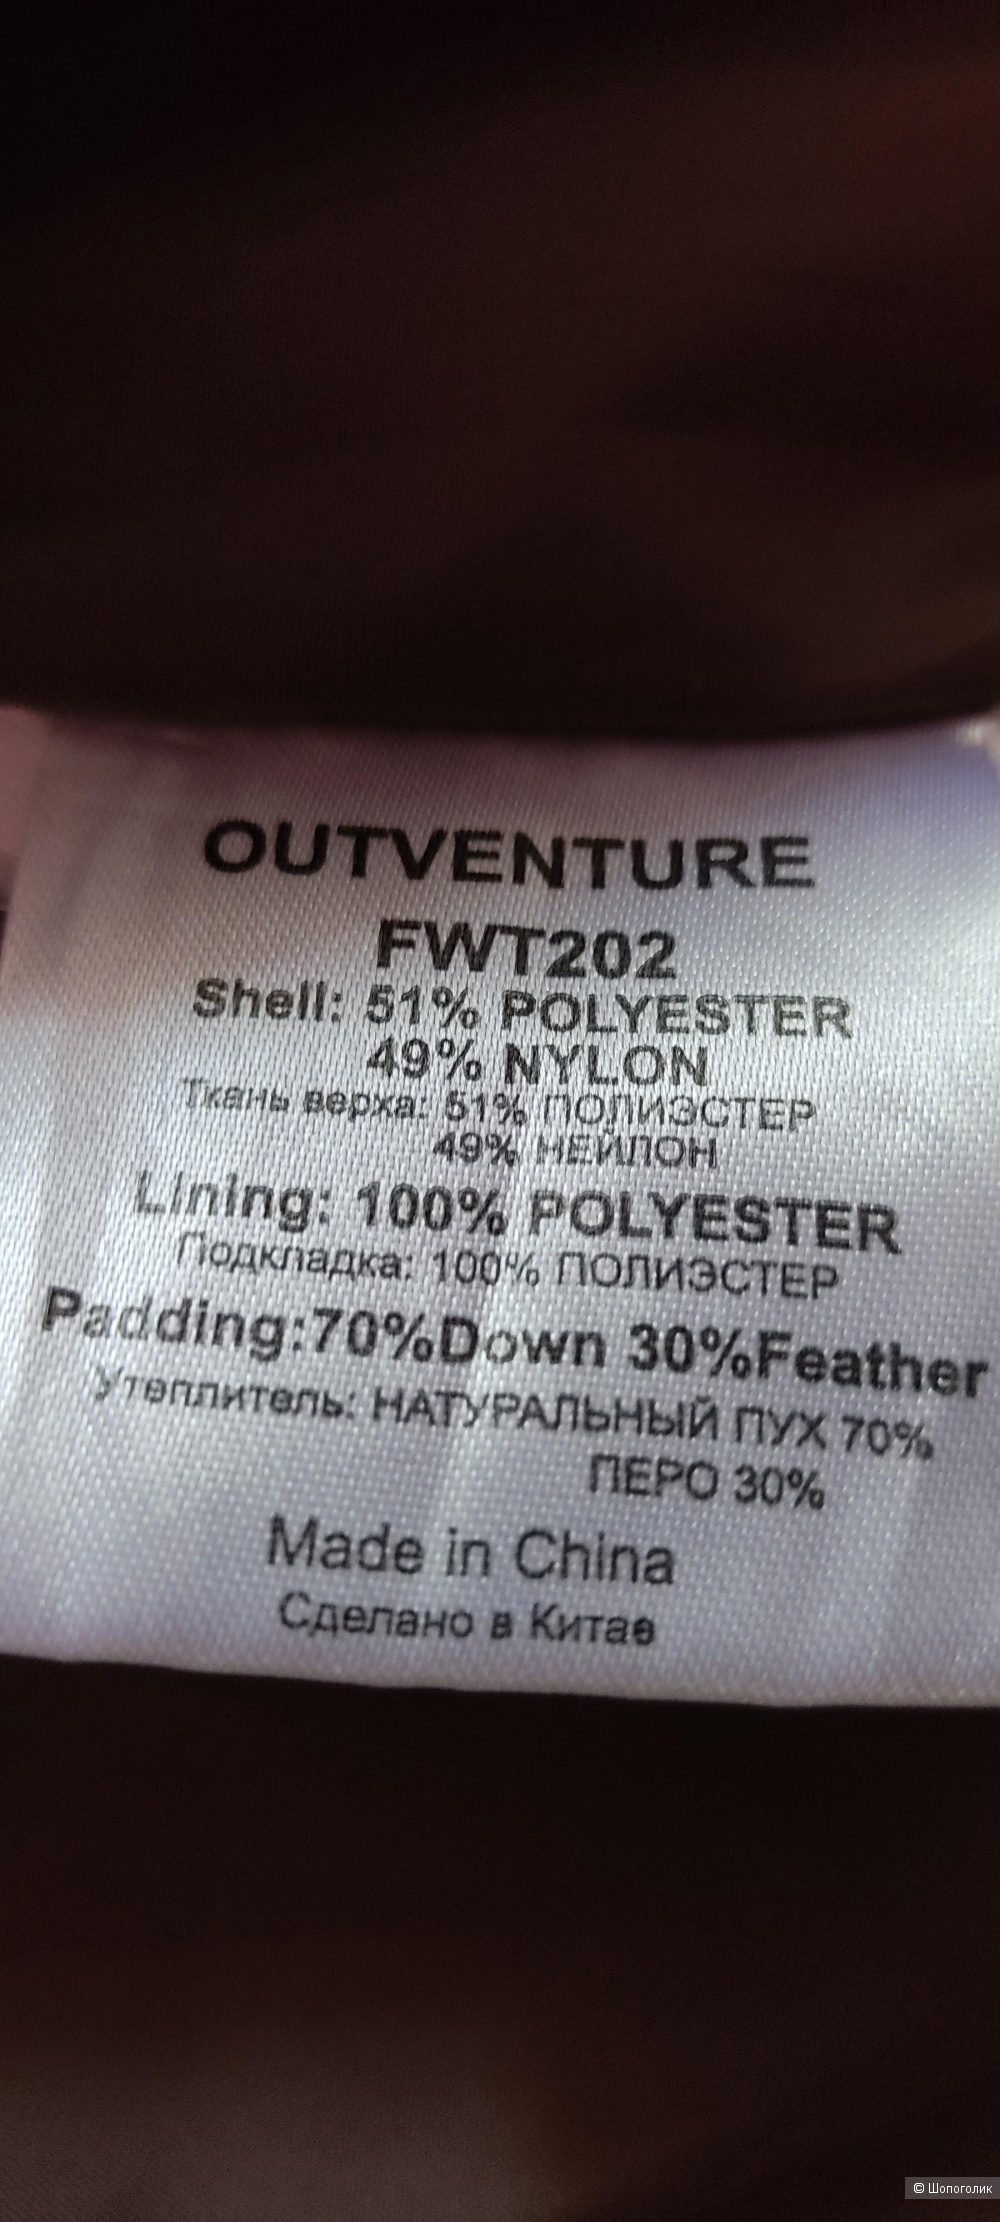 OUTVENTURE
FWT202
Shell: 51% POLYESTER
49% NYLON
Ткань верха: 51% ПОЛИЭСТЕР
49% НЕЙЛОН
Lining: 100% POLYESTER
Подкладка: 100% ПОЛИЭСТЕР
Padding:70%Down 30%Feather
Утеплитель: НАТУРАЛЬНЫЙ ПУХ 70%
ПЕРО 30%
Made in China
Сделано в Китае
© Шопоголик